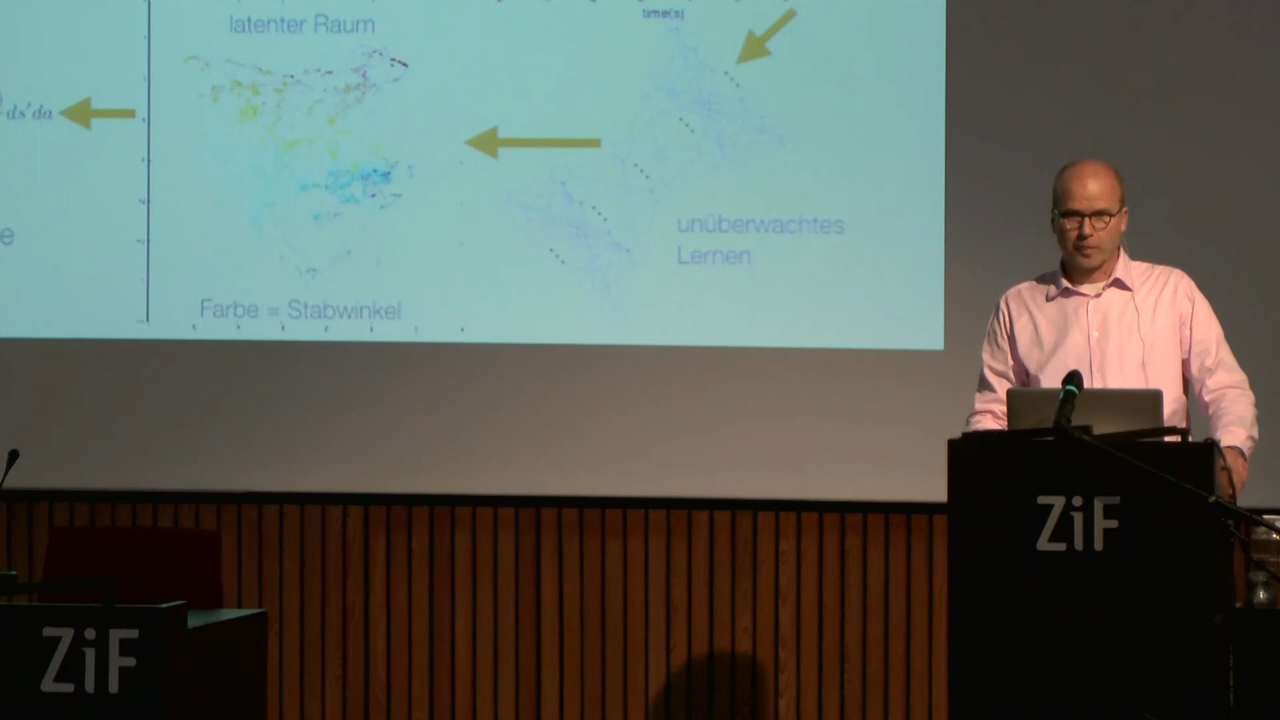 latenter Raum
time(s)
ds'da
e
unüberwachtes
Lernen
Farbe = Stabwinkel
ZiF
ZiF